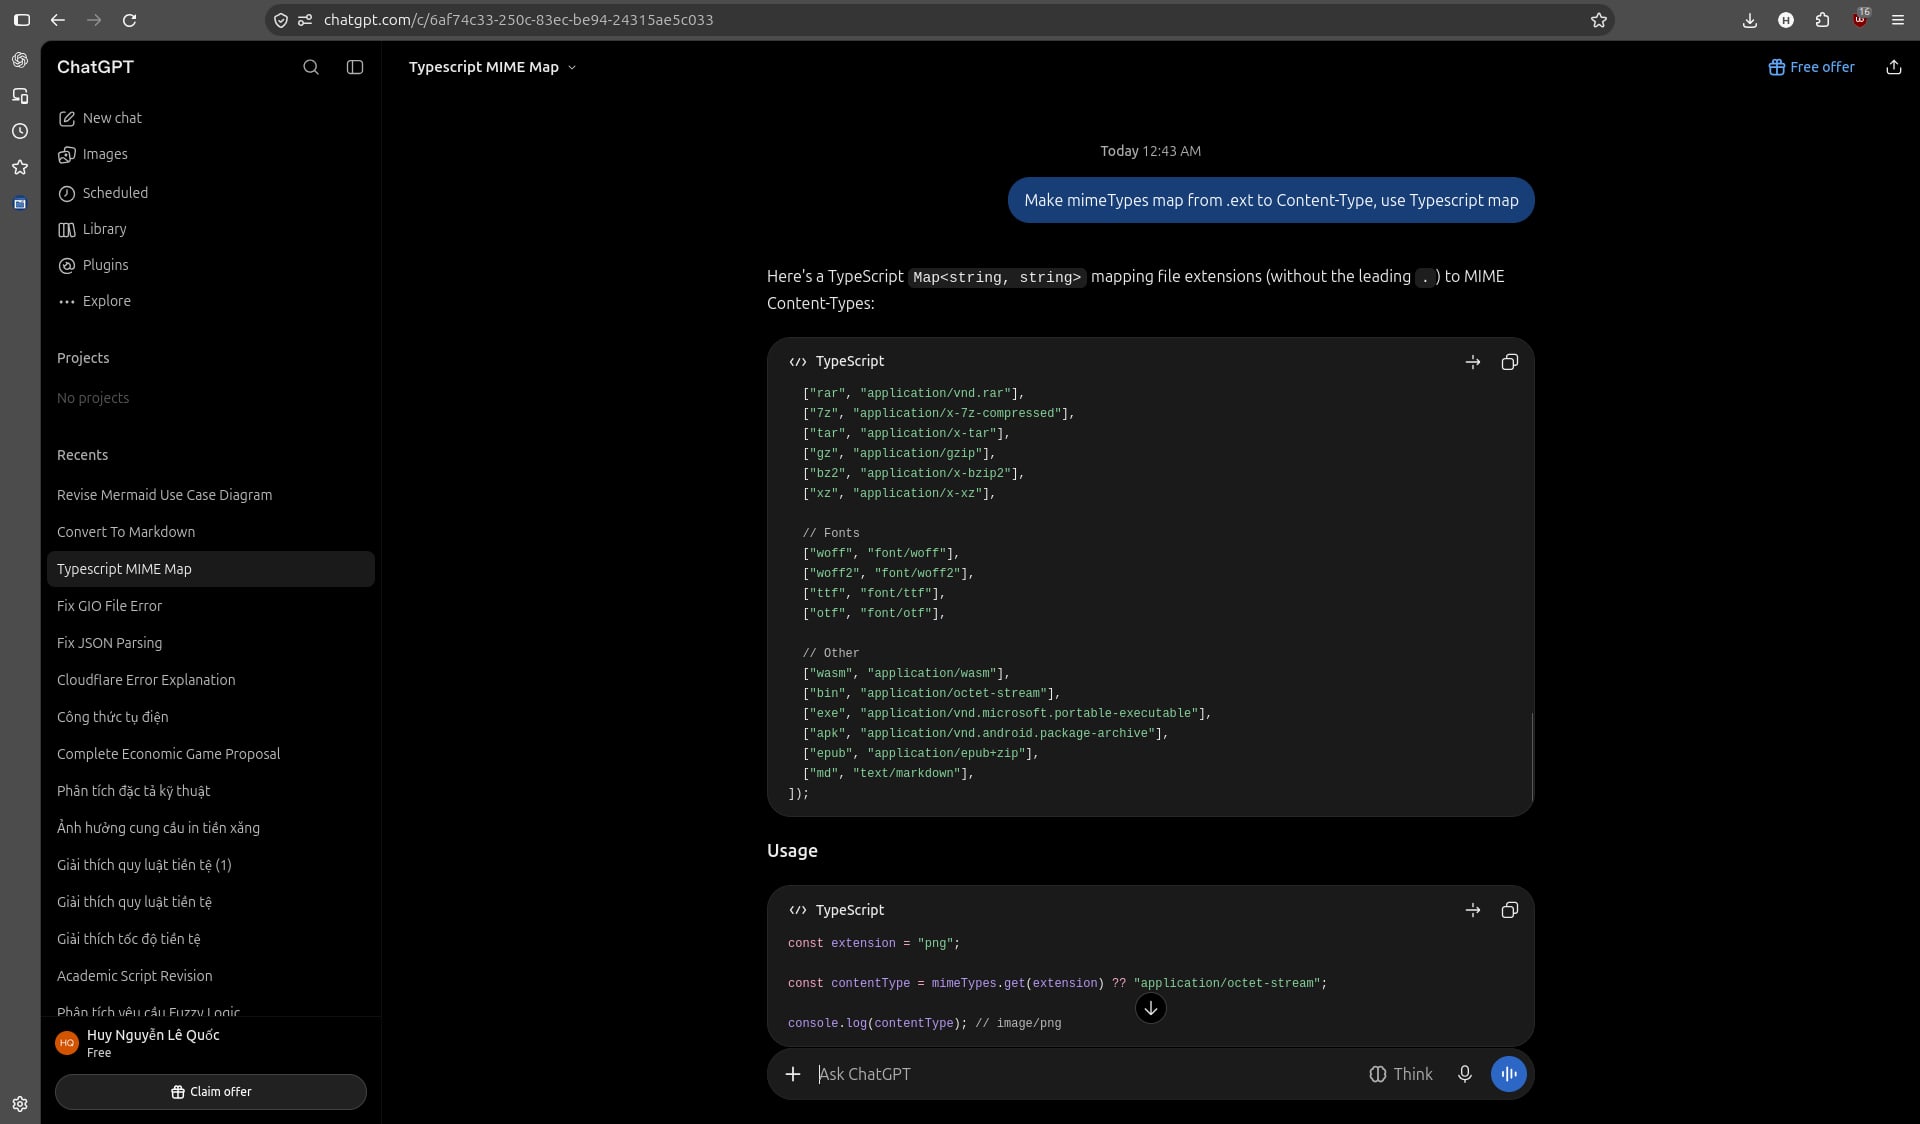 chatgpt.com/c/6af74c33-250c-83ec-be94-24315ae5c033
16
ChatGPT
New chat
Images
Scheduled
Library
Plugins
Explore
Projects
No projects
Recents
Revise Mermaid Use Case Diagram
Convert To Markdown
Typescript MIME Map
Fix GIO File Error
Fix JSON Parsing
Cloudflare Error Explanation
Công thức tụ điện
Complete Economic Game Proposal
Phân tích đặc tả kỹ thuật
Ảnh hưởng cung cầu in tiền xăng
Giải thích quy luật tiền tệ (1)
Giải thích quy luật tiền tệ
Giải thích tốc độ tiền tệ
Academic Script Revision
Phân tích yêu cầu Fuzzy Logic
HQ
Huy Nguyễn Lê Quốc
Free
Claim offer
Typescript MIME Map
Free offer
Today 12:43 AM
Make mimeTypes map from .ext to Content-Type, use Typescript map
Here's a TypeScript Map<string, string> mapping file extensions (without the leading .) to MIME
Content-Types:
TypeScript
["rar", "application/vnd.rar"],
["7z", "application/x-7z-compressed"],
["tar", "application/x-tar"],
["gz", "application/gzip"],
["bz2", "application/x-bzip2"],
["xz", "application/x-xz"],
// Fonts
["woff", "font/woff"],
["woff2", "font/woff2"],
["ttf", "font/ttf"],
["otf", "font/otf"],
// Other
["wasm", "application/wasm"],
["bin", "application/octet-stream"],
["exe", "application/vnd.microsoft.portable-executable"],
["apk", "application/vnd.android.package-archive"],
["epub", "application/epub+zip"],
["md", "text/markdown"],
]);
Usage
TypeScript
const extension = "png";
const contentType = mimeTypes.get(extension) ?? "application/octet-stream";
console.log(contentType); // image/png
Ask ChatGPT
Think